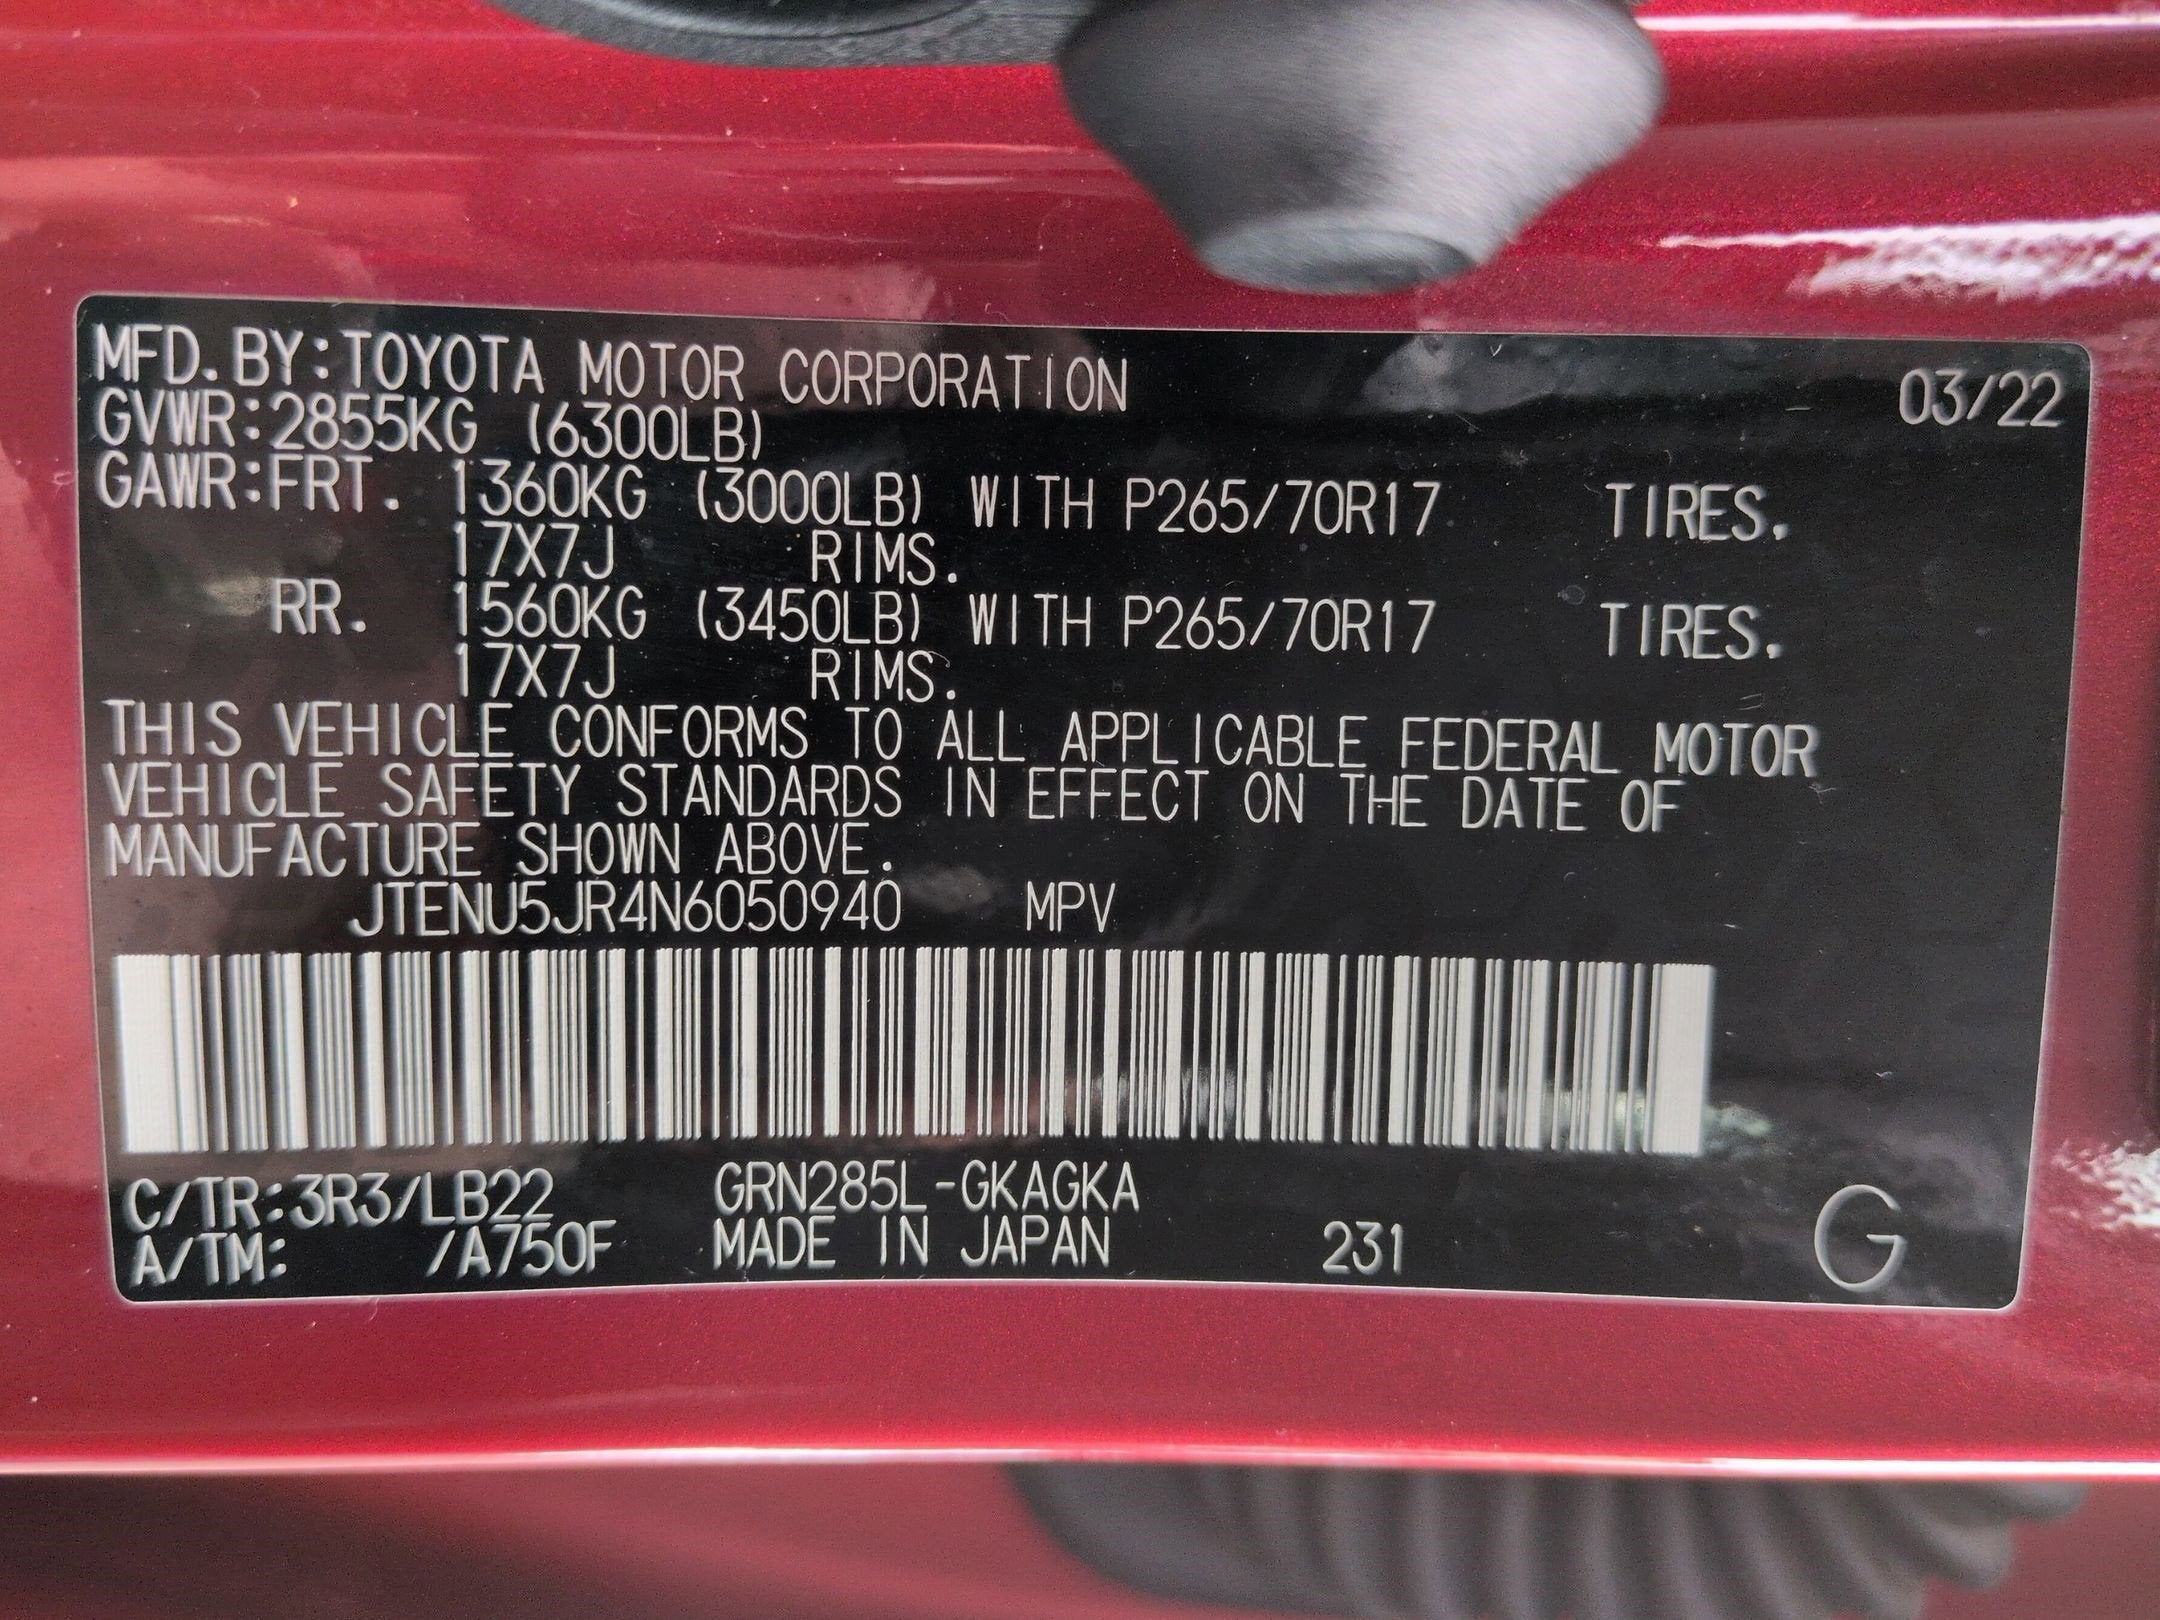 MFD.BY:TOYOTA MOTOR CORPORATION 03/22
GVWR:2855KG (6300LB)
GAWR:FRT. 1360KG (3000LB) WITH P265/70R17 TIRES.
17X7J RIMS.
RR. 1560KG (3450LB) WITH P265/70R17 TIRES.
17X7J RIMS.
THIS VEHICLE CONFORMS TO ALL APPLICABLE FEDERAL MOTOR
VEHICLE SAFETY STANDARDS IN EFFECT ON THE DATE OF
MANUFACTURE SHOWN ABOVE.
JTENU5JR4N6050940 MPV
C/TR:3R3/LB22 GRN285L-GKAGKA
A/TM: /A750F MADE IN JAPAN 231 G